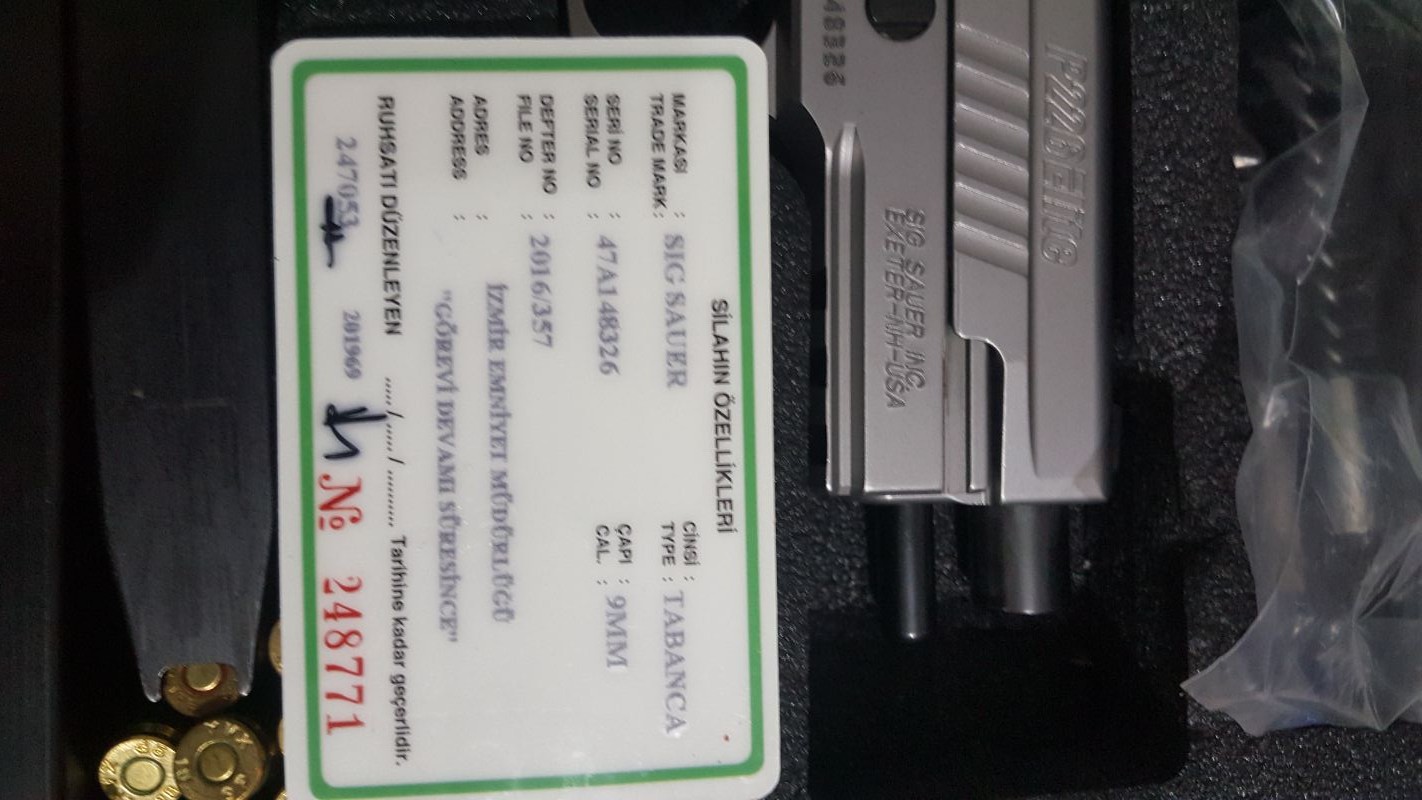 SİLAHIN ÖZELLİKLERİ
MARKASI : SIG SAUER CİNSİ : TABANCA
TRADE MARK: TYPE :
SERİ NO : 47A148326 ÇAPI : 9MM
SERIAL NO : CAL. :
DEFTER NO : 2016/357
FILE NO :
ADRES : İZMİR EMNİYET MÜDÜRLÜĞÜ
ADDRESS : "GÖREVİ DEVAMI SÜRESİNCE"
RUHSATI DÜZENLEYEN ...../...../.......... Tarihine kadar geçerlidir.
247053 201969 № 248771
P226 ELITE
SIG SAUER INC.
EXETER-NH-USA
48326